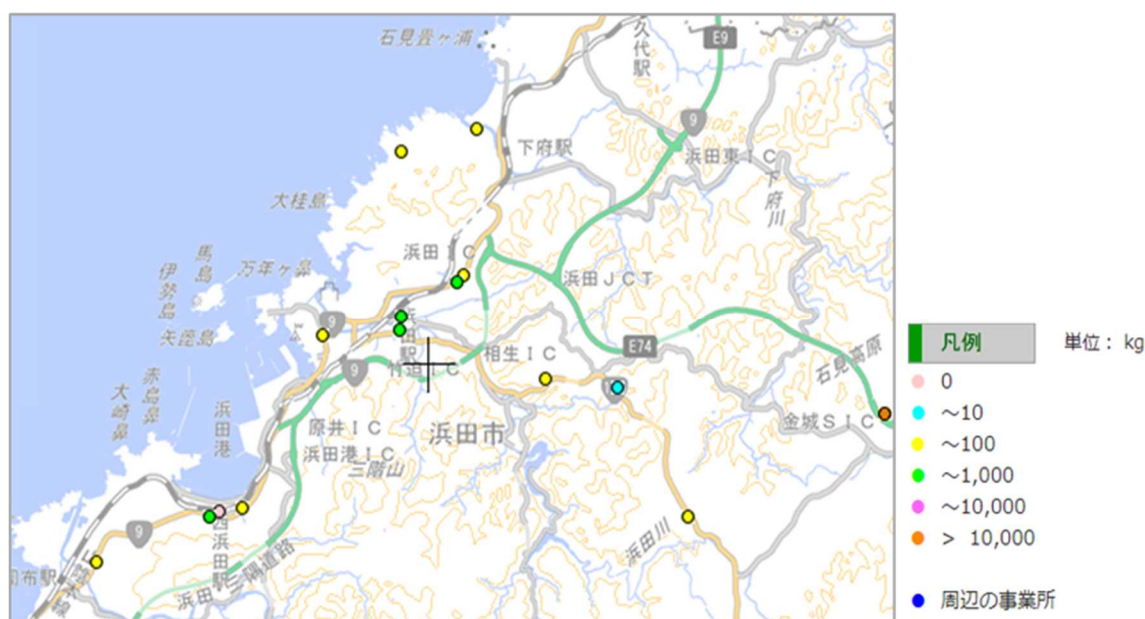 石見畳ヶ浦
久代駅
E9
9
下府駅
浜田東IC
下府川
大桂島
馬島
万年ヶ鼻
浜田IC
伊勢島
浜田JCT
矢箆島
9
浜田駅
E74
相生IC
竹迫IC
石見高原
赤島鼻
大崎鼻
9
浜田港
原井IC
浜田市
金城SIC
浜田港IC
三階山
9
西浜田駅
浜田川
浜田・三隅道路
周布駅
凡例
単位: kg
0
~10
~100
~1,000
~10,000
> 10,000
周辺の事業所